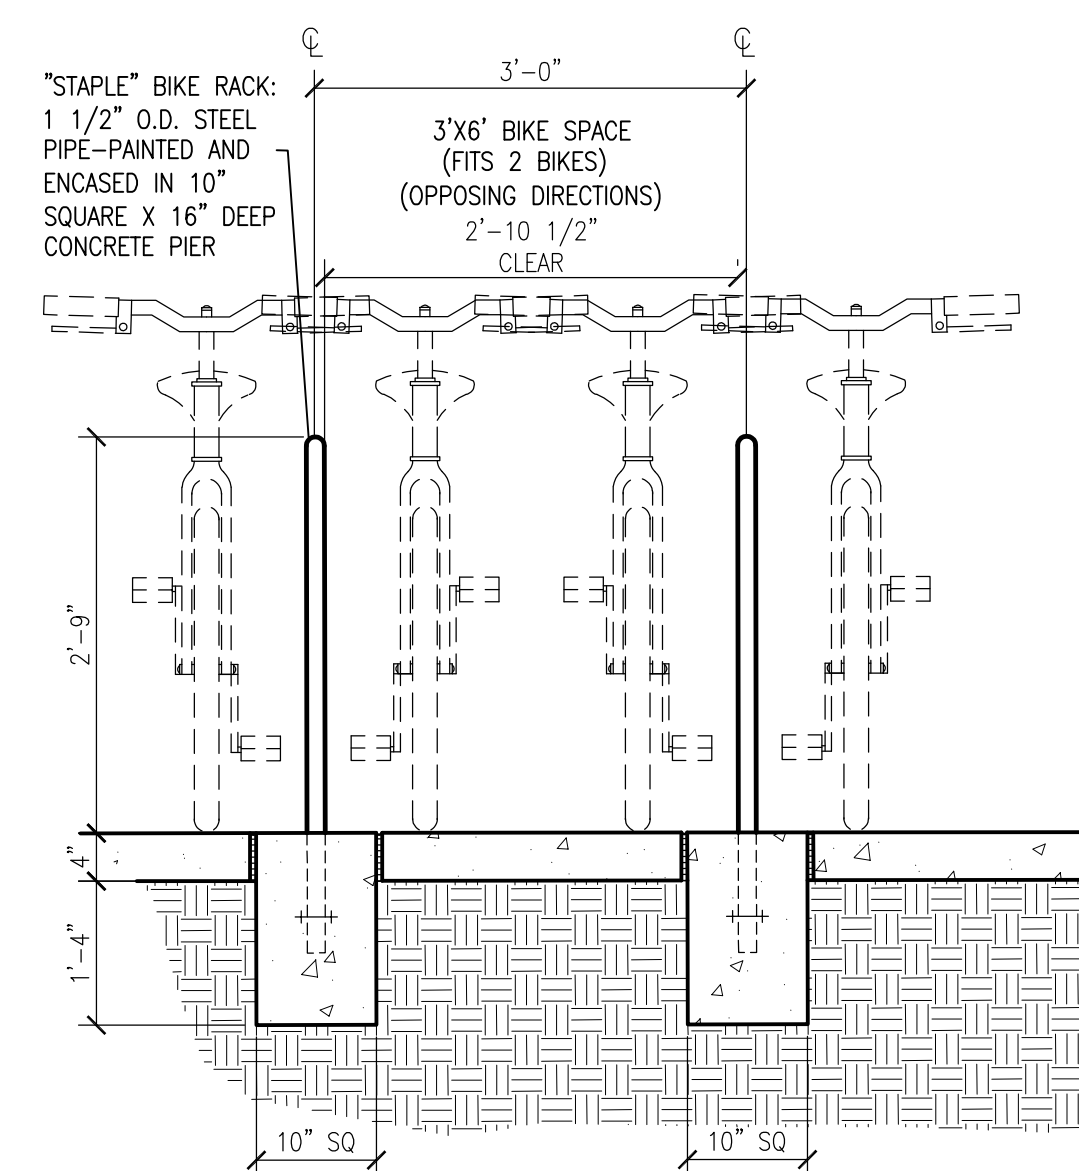 ℄
℄
3'-0"
"STAPLE" BIKE RACK:
1 1/2" O.D. STEEL
PIPE-PAINTED AND
ENCASED IN 10"
SQUARE X 16" DEEP
CONCRETE PIER
3'X6' BIKE SPACE
(FITS 2 BIKES)
(OPPOSING DIRECTIONS)
2'-10 1/2"
CLEAR
2'-9"
4"
1'-4"
10" SQ
10" SQ